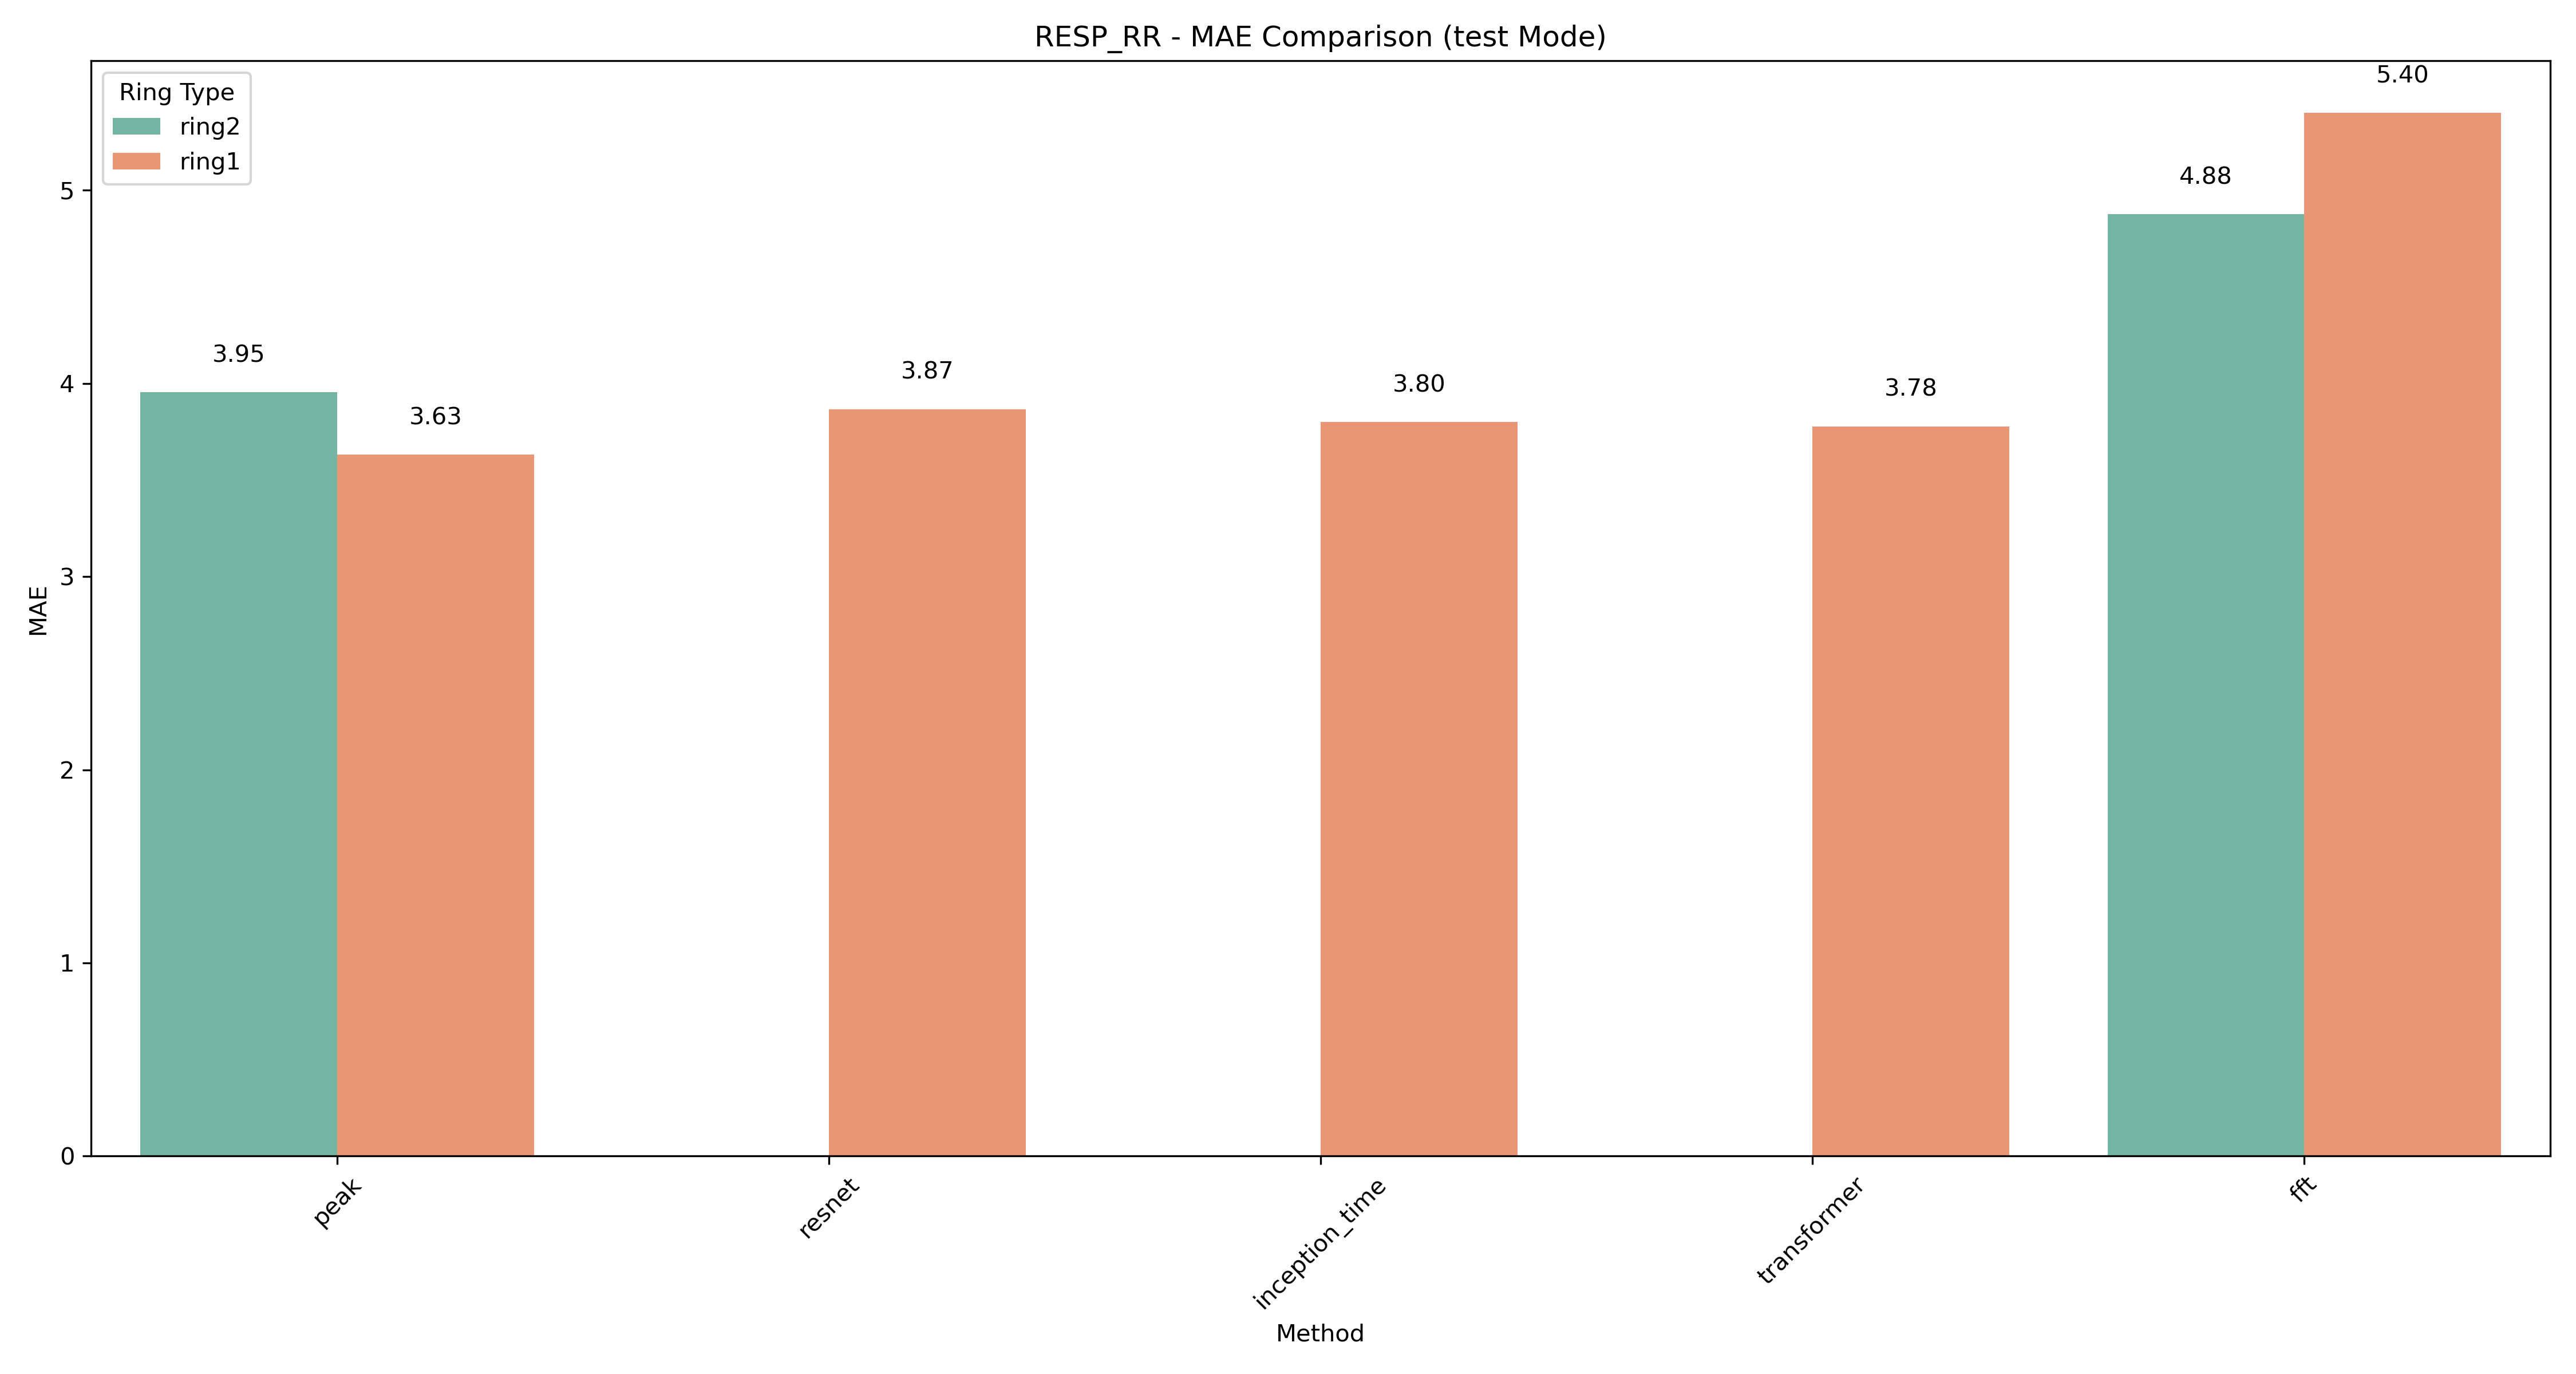 RESP_RR - MAE Comparison (test Mode)
Ring Type
ring2
ring1
5.40
4.88
3.95
3.63
3.87
3.80
3.78
MAE
5
4
3
2
1
0
peak
resnet
inception_time
transformer
fft
Method